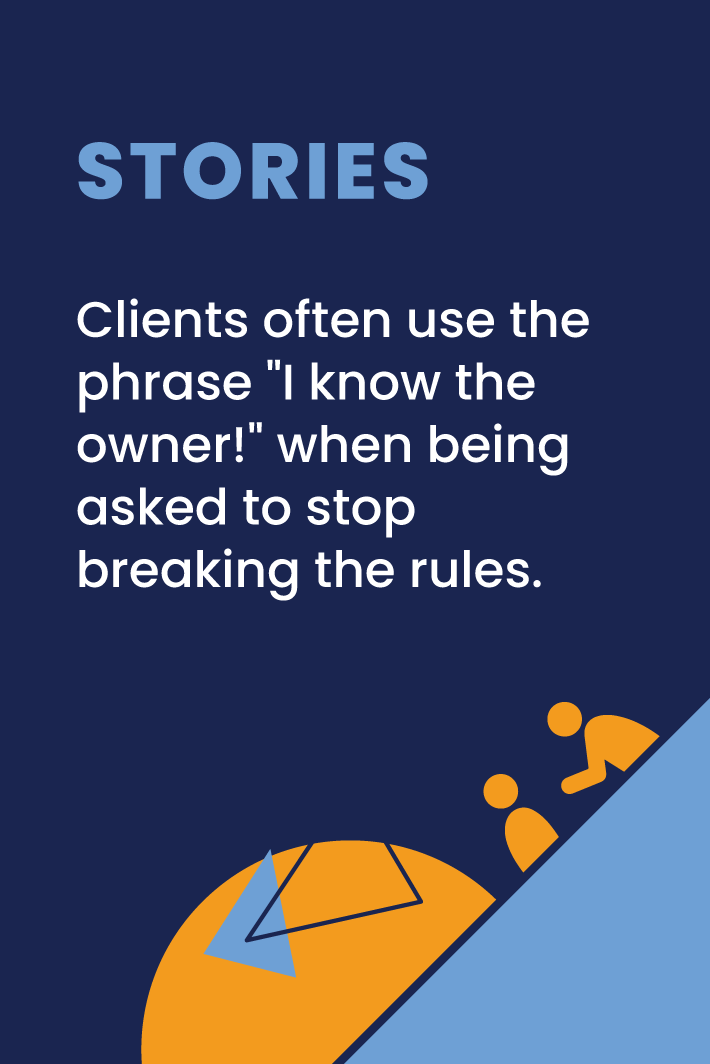 STORIES
Clients often use the
phrase "I know the
owner!" when being
asked to stop
breaking the rules.